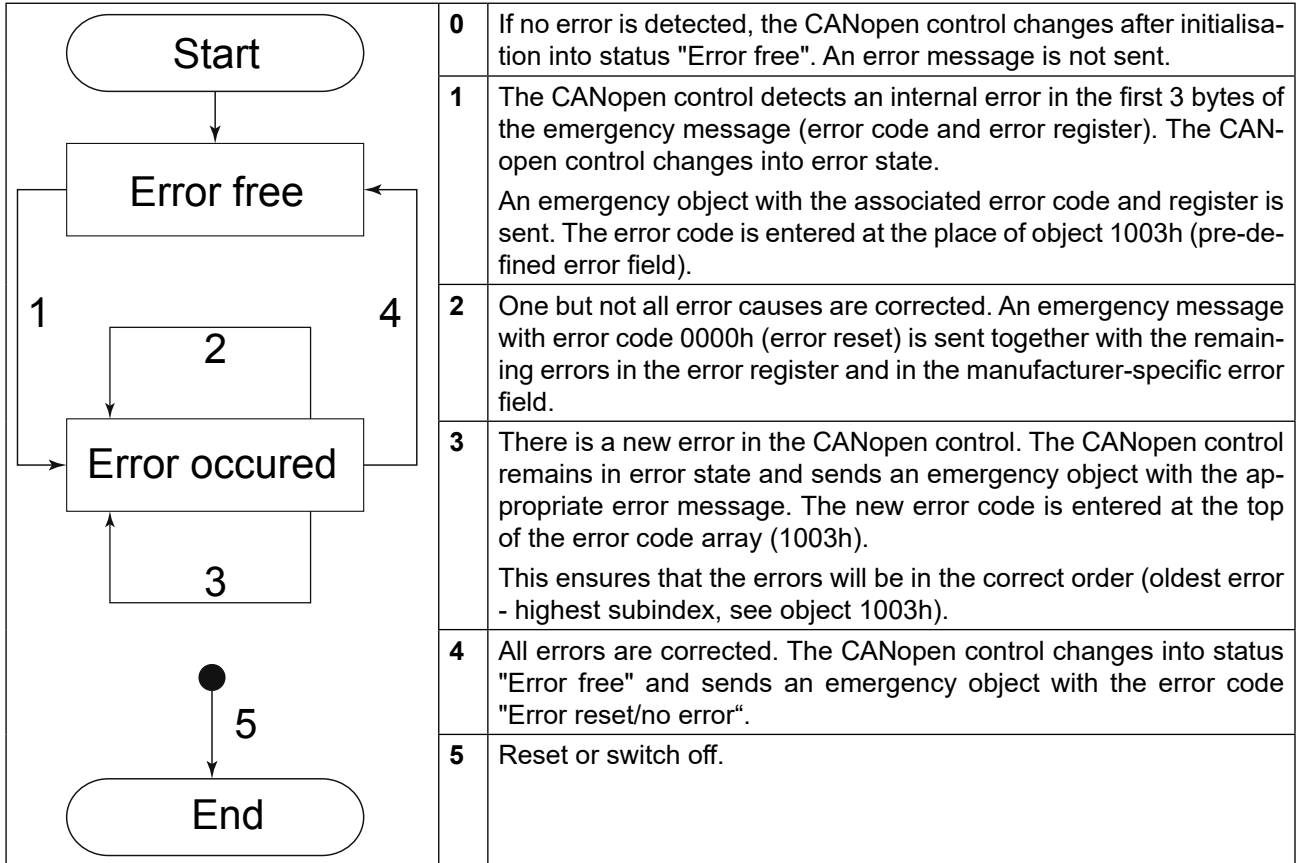 Start
Error free
1
4
2
Error occured
3
5
End
0 If no error is detected, the CANopen control changes after initialisa-
tion into status "Error free". An error message is not sent.
1 The CANopen control detects an internal error in the first 3 bytes of
the emergency message (error code and error register). The CAN-
open control changes into error state.
An emergency object with the associated error code and register is
sent. The error code is entered at the place of object 1003h (pre-de-
fined error field).
2 One but not all error causes are corrected. An emergency message
with error code 0000h (error reset) is sent together with the remain-
ing errors in the error register and in the manufacturer-specific error
field.
3 There is a new error in the CANopen control. The CANopen control
remains in error state and sends an emergency object with the ap-
propriate error message. The new error code is entered at the top
of the error code array (1003h).
This ensures that the errors will be in the correct order (oldest error
- highest subindex, see object 1003h).
4 All errors are corrected. The CANopen control changes into status
"Error free" and sends an emergency object with the error code
"Error reset/no error“.
5 Reset or switch off.